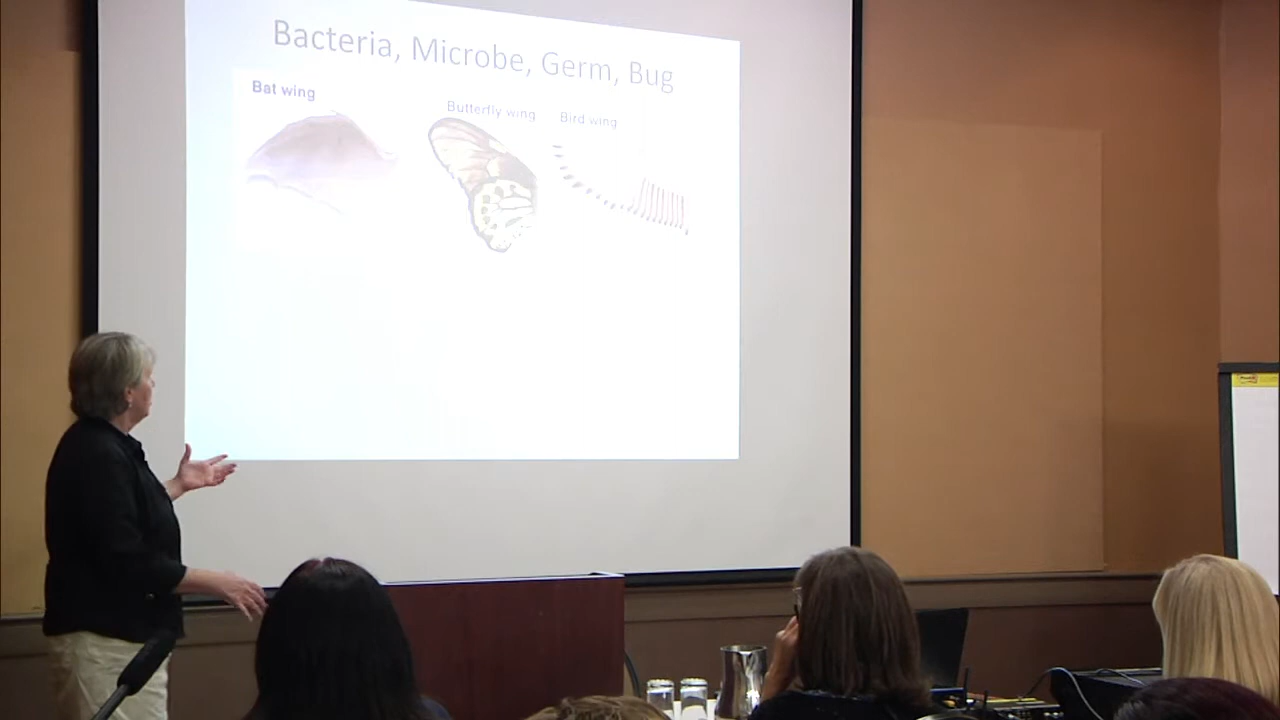 Bacteria, Microbe, Germ, Bug
Bat wing
Butterfly wing
Bird wing